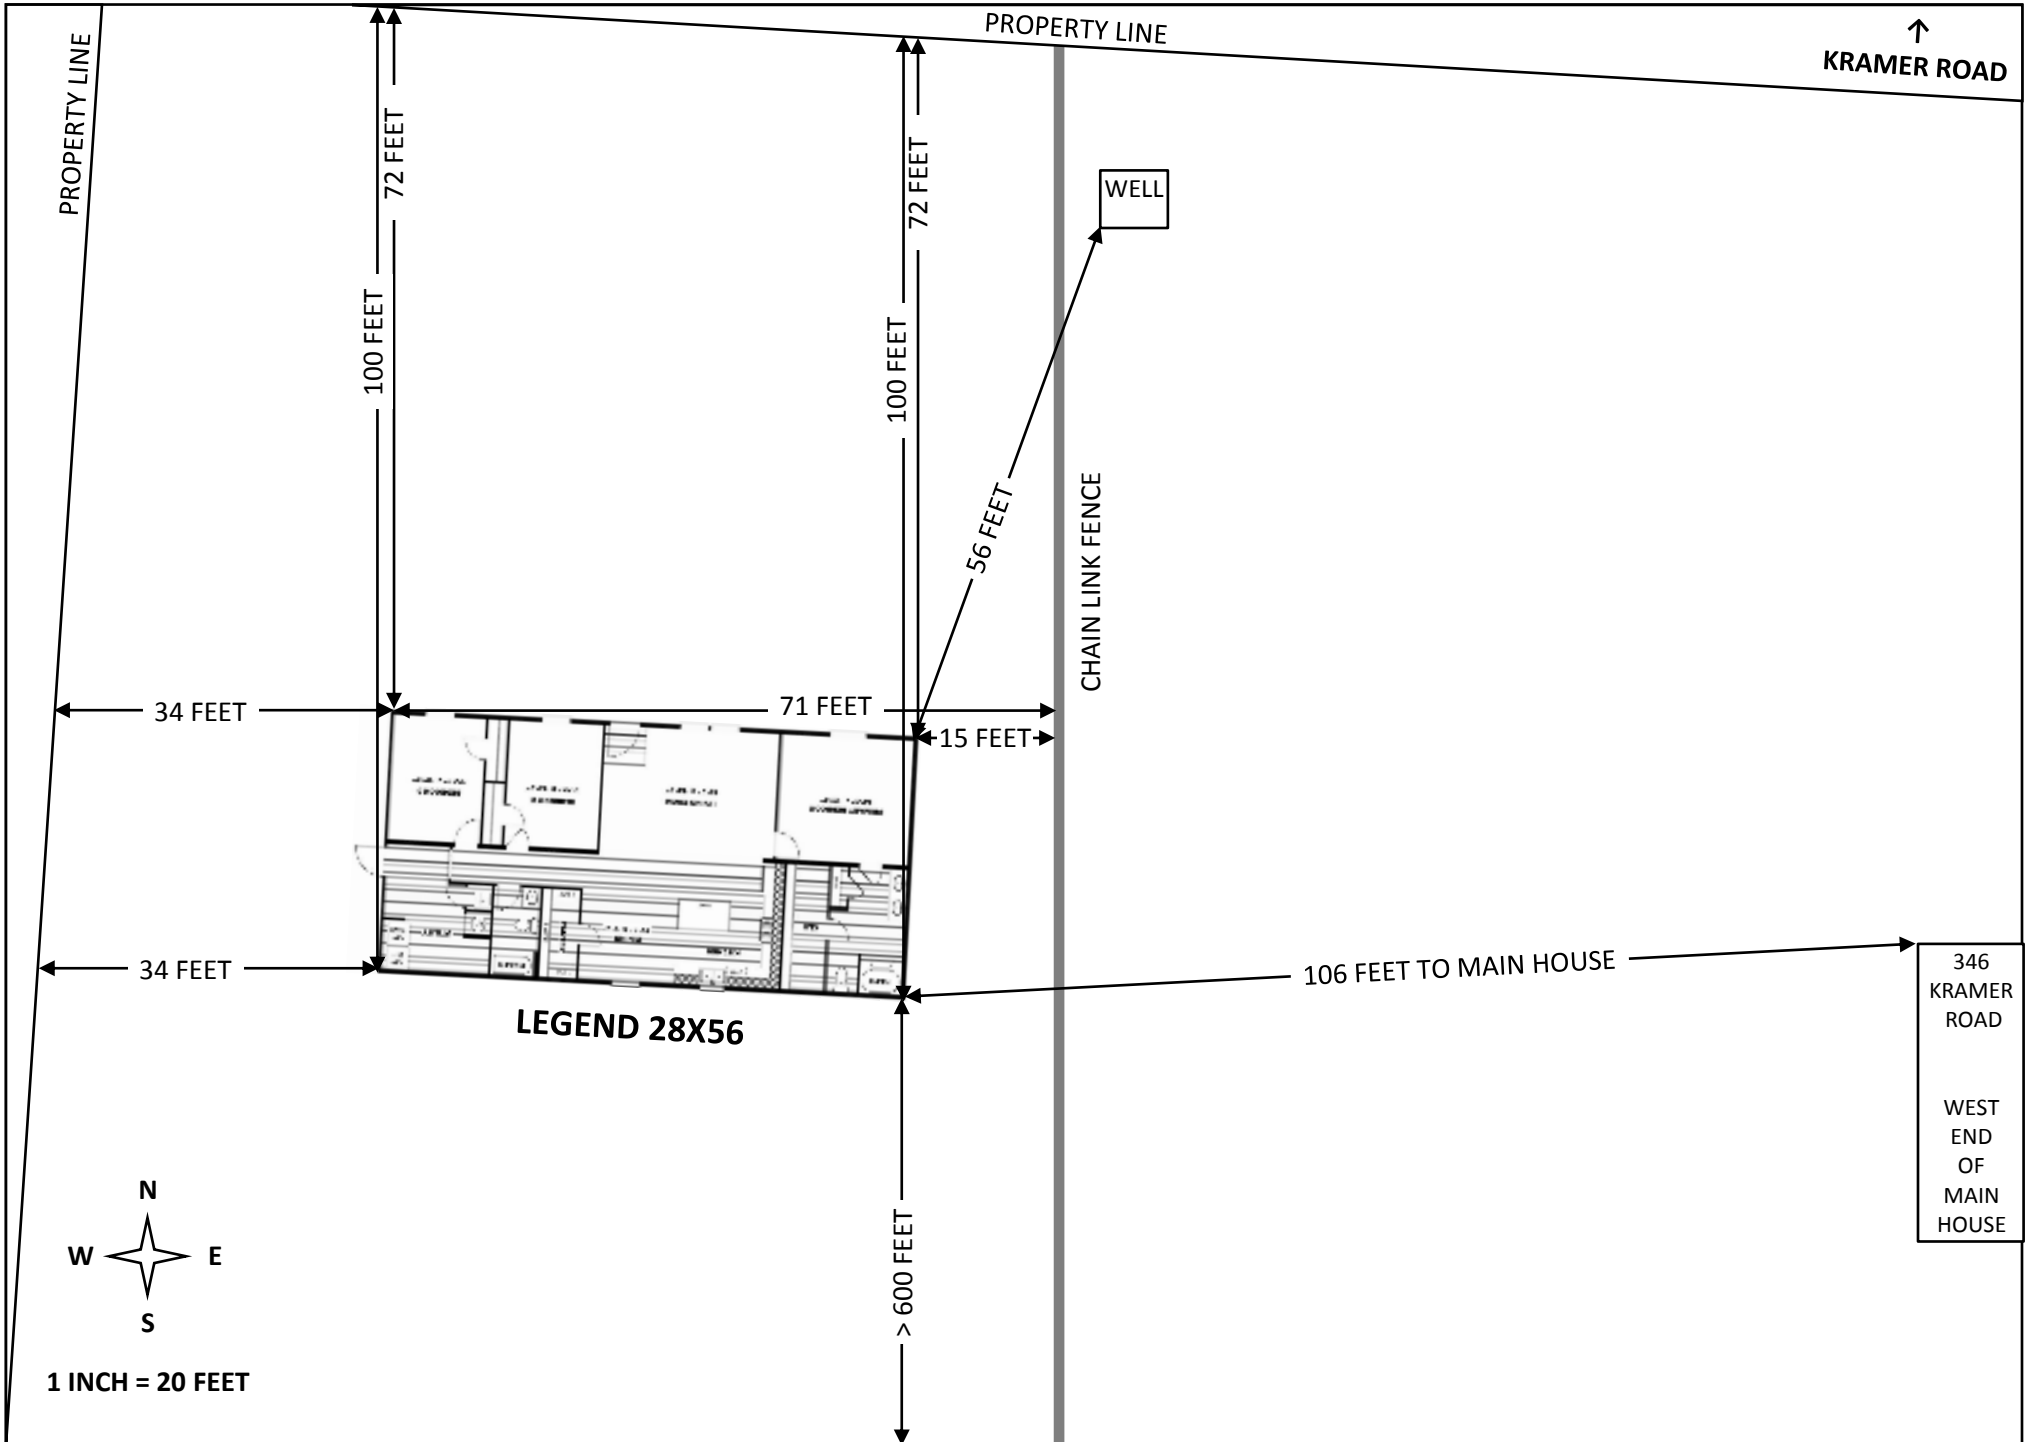 PROPERTY LINE
PROPERTY LINE
↑
KRAMER ROAD
72 FEET
72 FEET
WELL
100 FEET
100 FEET
56 FEET
CHAIN LINK FENCE
34 FEET
71 FEET
15 FEET
34 FEET
106 FEET TO MAIN HOUSE
346
KRAMER
ROAD
WEST
END
OF
MAIN
HOUSE
LEGEND 28X56
> 600 FEET
N
W E
S
1 INCH = 20 FEET